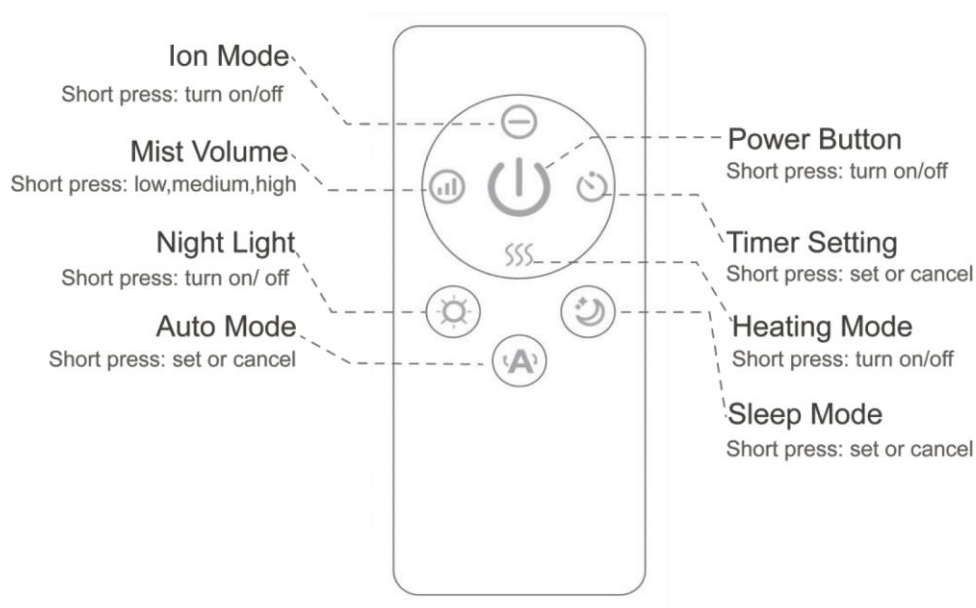 Ion Mode
Short press: turn on/off
Mist Volume
Short press: low,medium,high
Night Light
Short press: turn on/ off
Auto Mode
Short press: set or cancel
A
Power Button
Short press: turn on/off
Timer Setting
Short press: set or cancel
Heating Mode
Short press: turn on/off
Sleep Mode
Short press: set or cancel